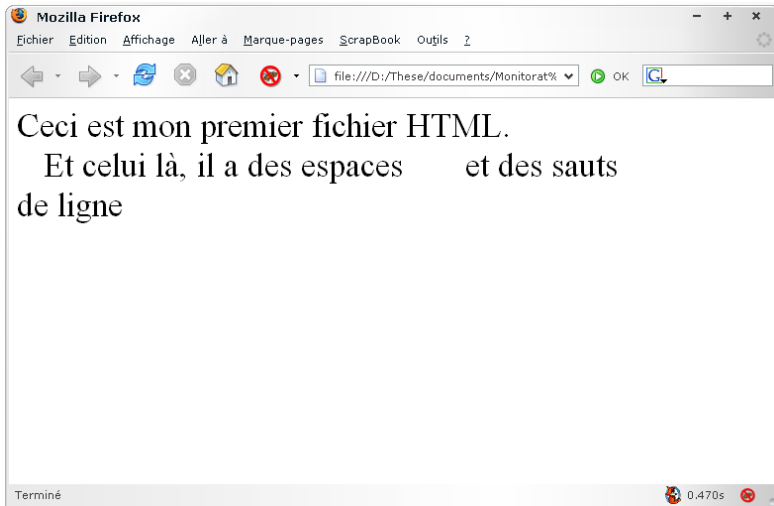 Mozilla Firefox
Fichier Edition Affichage Aller à Marque-pages ScrapBook Outils ?
file:///D:/These/documents/Monitorat% OK G
Ceci est mon premier fichier HTML.
Et celui là, il a des espaces et des sauts
de ligne
Terminé 0.470s